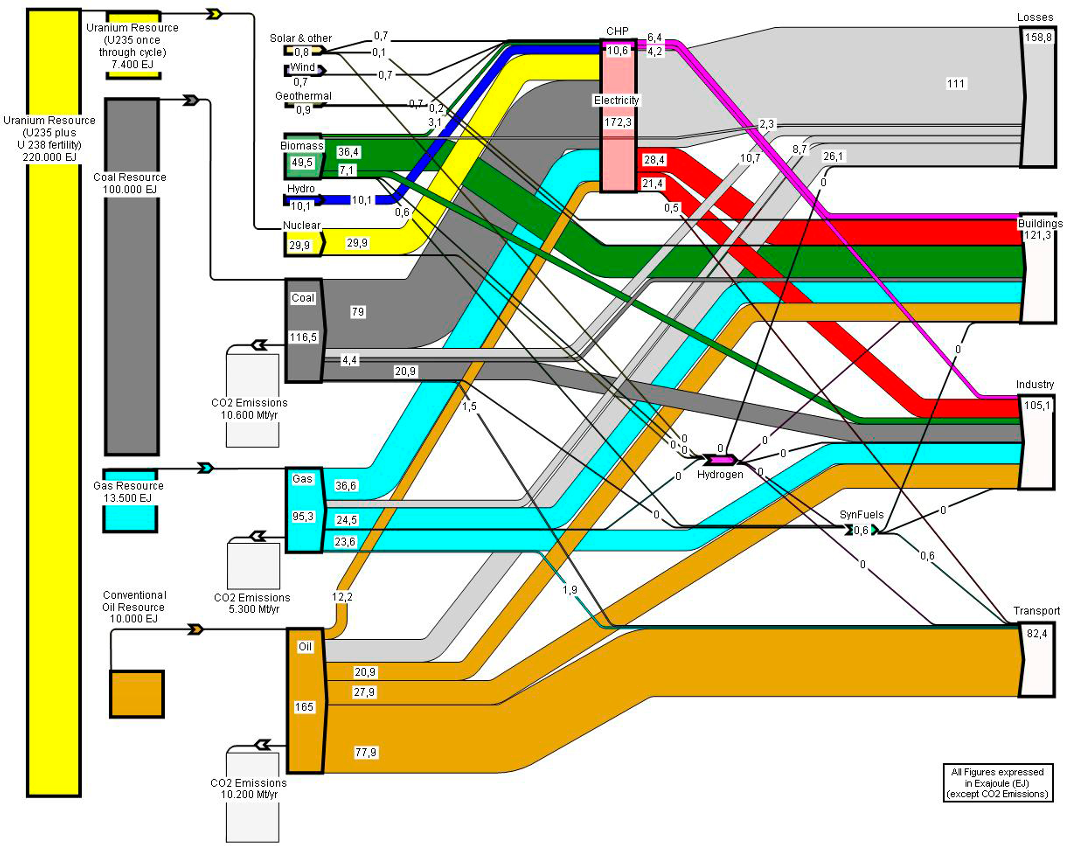 Uranium Resource
(U235 once
through cycle)
7.400 EJ
Uranium Resource
(U235 plus
U 238 fertility)
220.000 EJ
Coal Resource
100.000 EJ
Gas Resource
13.500 EJ
Conventional
Oil Resource
10.000 EJ
Solar & other
0,8
0,7
0,1
Wind
0,7
0,7
Geothermal
0,9
0,7
0,2
3,1
Biomass
49,5
36,4
7,1
Hydro
10,1
10,1
0,6
Nuclear
29,9
29,9
Coal
116,5
79
4,4
20,9
1,5
CO2 Emissions
10.600 Mt/yr
Gas
95,3
36,6
24,5
23,6
1,9
CO2 Emissions
5.300 Mt/yr
12,2
Oil
165
20,9
27,9
77,9
CO2 Emissions
10.200 Mt/yr
CHP
10,6
6,4
4,2
Electricity
172,3
28,4
21,4
0,5
2,3
10,7
8,7
26,1
0
111
Losses
158,8
Buildings
121,3
Industry
105,1
Transport
82,4
0
0
0
0
0
Hydrogen
0
0
0
0
0
SynFuels
0,6
0
0
0,6
All Figures expressed
in Exajoule (EJ)
(except CO2 Emissions)